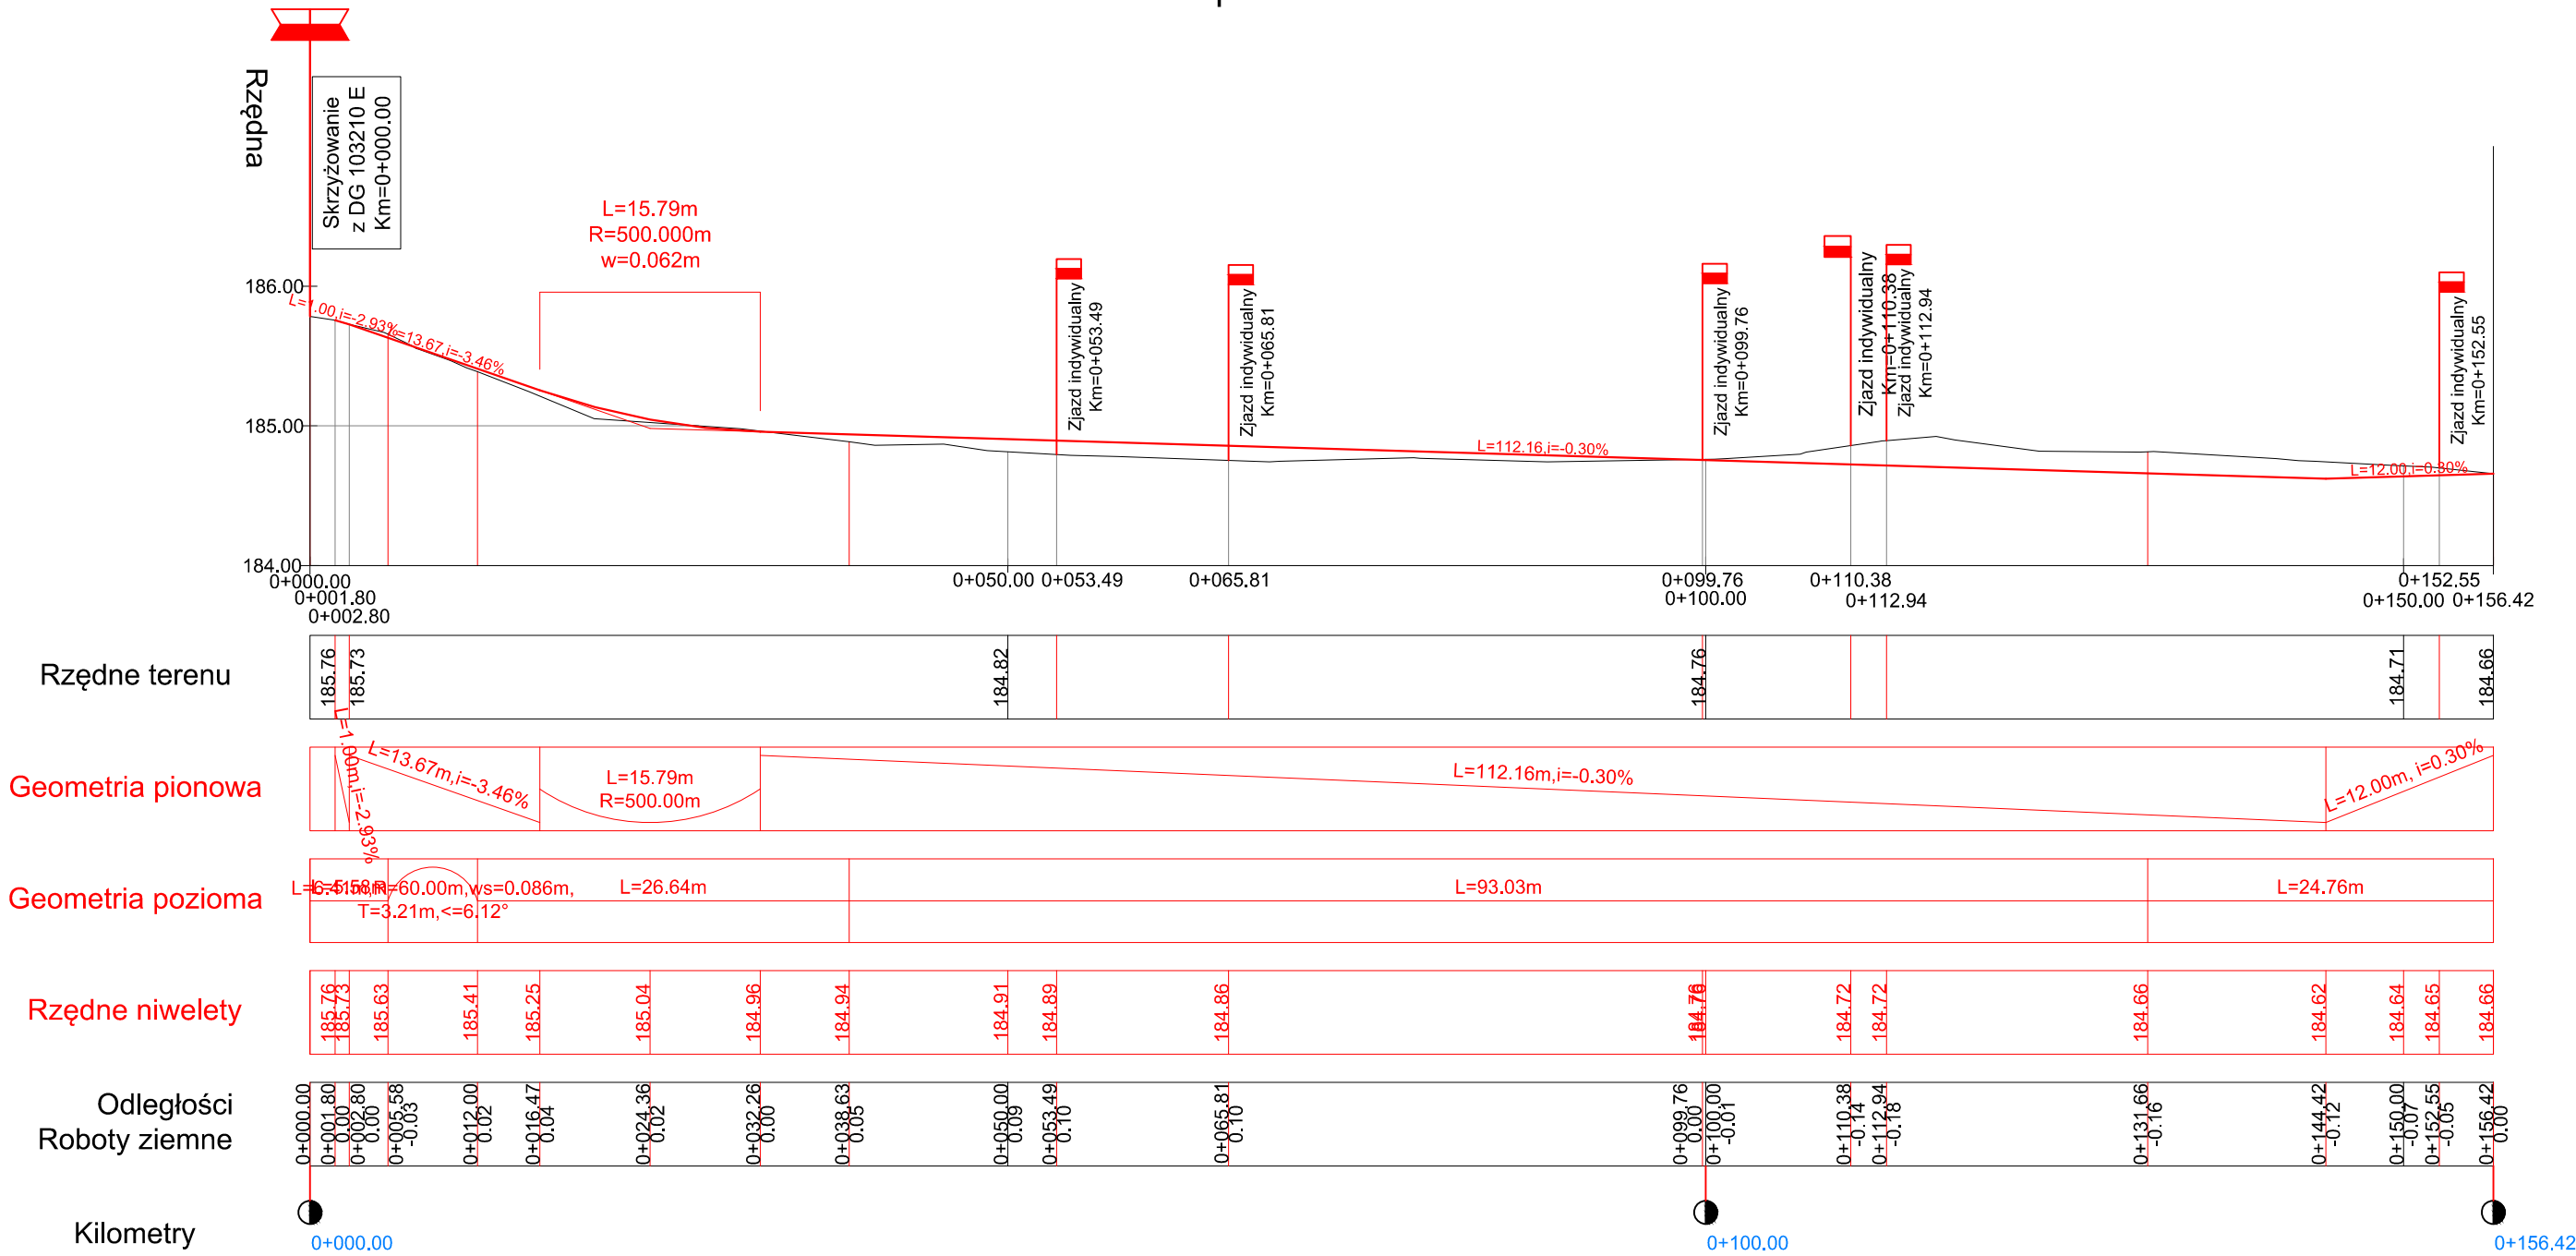 Rzędna
Skrzyżowanie
z DG 103210 E
Km=0+000.00
L=15.79m
R=500.000m
w=0.062m
186.00
185.00
184.00
L=1.00,i=-2.93%
L=13.67,i=-3.46%
L=112.16,i=-0.30%
L=12.00,i=0.30%
Zjazd indywidualny
Km=0+053.49
Zjazd indywidualny
Km=0+065.81
Zjazd indywidualny
Km=0+099.76
Zjazd indywidualny
Km=0+110.38
Zjazd indywidualny
Km=0+112.94
Zjazd indywidualny
Km=0+152.55
0+000.00
0+001.80
0+002.80
0+050.00 0+053.49 0+065.81 0+099.76 0+110.38 0+152.55
0+100.00 0+112.94 0+150.00 0+156.42
Rzędne terenu
185.76 185.73 184.82 184.76 184.71 184.66
Geometria pionowa
L=1.00m,i=-2.93%
L=13.67m,i=-3.46%
L=15.79m
R=500.00m
L=112.16m,i=-0.30%
L=12.00m, i=0.30%
Geometria pozioma
L=5.58m
L=6.41m,R=60.00m,ws=0.086m,
T=3.21m,<=6.12°
L=26.64m
L=93.03m
L=24.76m
Rzędne niwelety
185.76 185.73 185.63 185.41 185.25 185.04 184.96 184.94 184.91 184.89 184.86 184.76 184.76 184.72 184.72 184.66 184.62 184.64 184.65 184.66
Odległości
Roboty ziemne
0+000.00
0+001.80
0.00
0+002.80
0.00
0+005.58
-0.03
0+012.00
0.02
0+016.47
0.04
0+024.36
0.02
0+032.26
0.00
0+038.63
0.05
0+050.00
0.09
0+053.49
0.10
0+065.81
0.10
0+099.76
0.00
0+100.00
-0.01
0+110.38
-0.14
0+112.94
-0.18
0+131.66
-0.16
0+144.42
-0.12
0+150.00
-0.07
0+152.55
-0.05
0+156.42
0.00
Kilometry
0+000.00
0+100.00
0+156.42